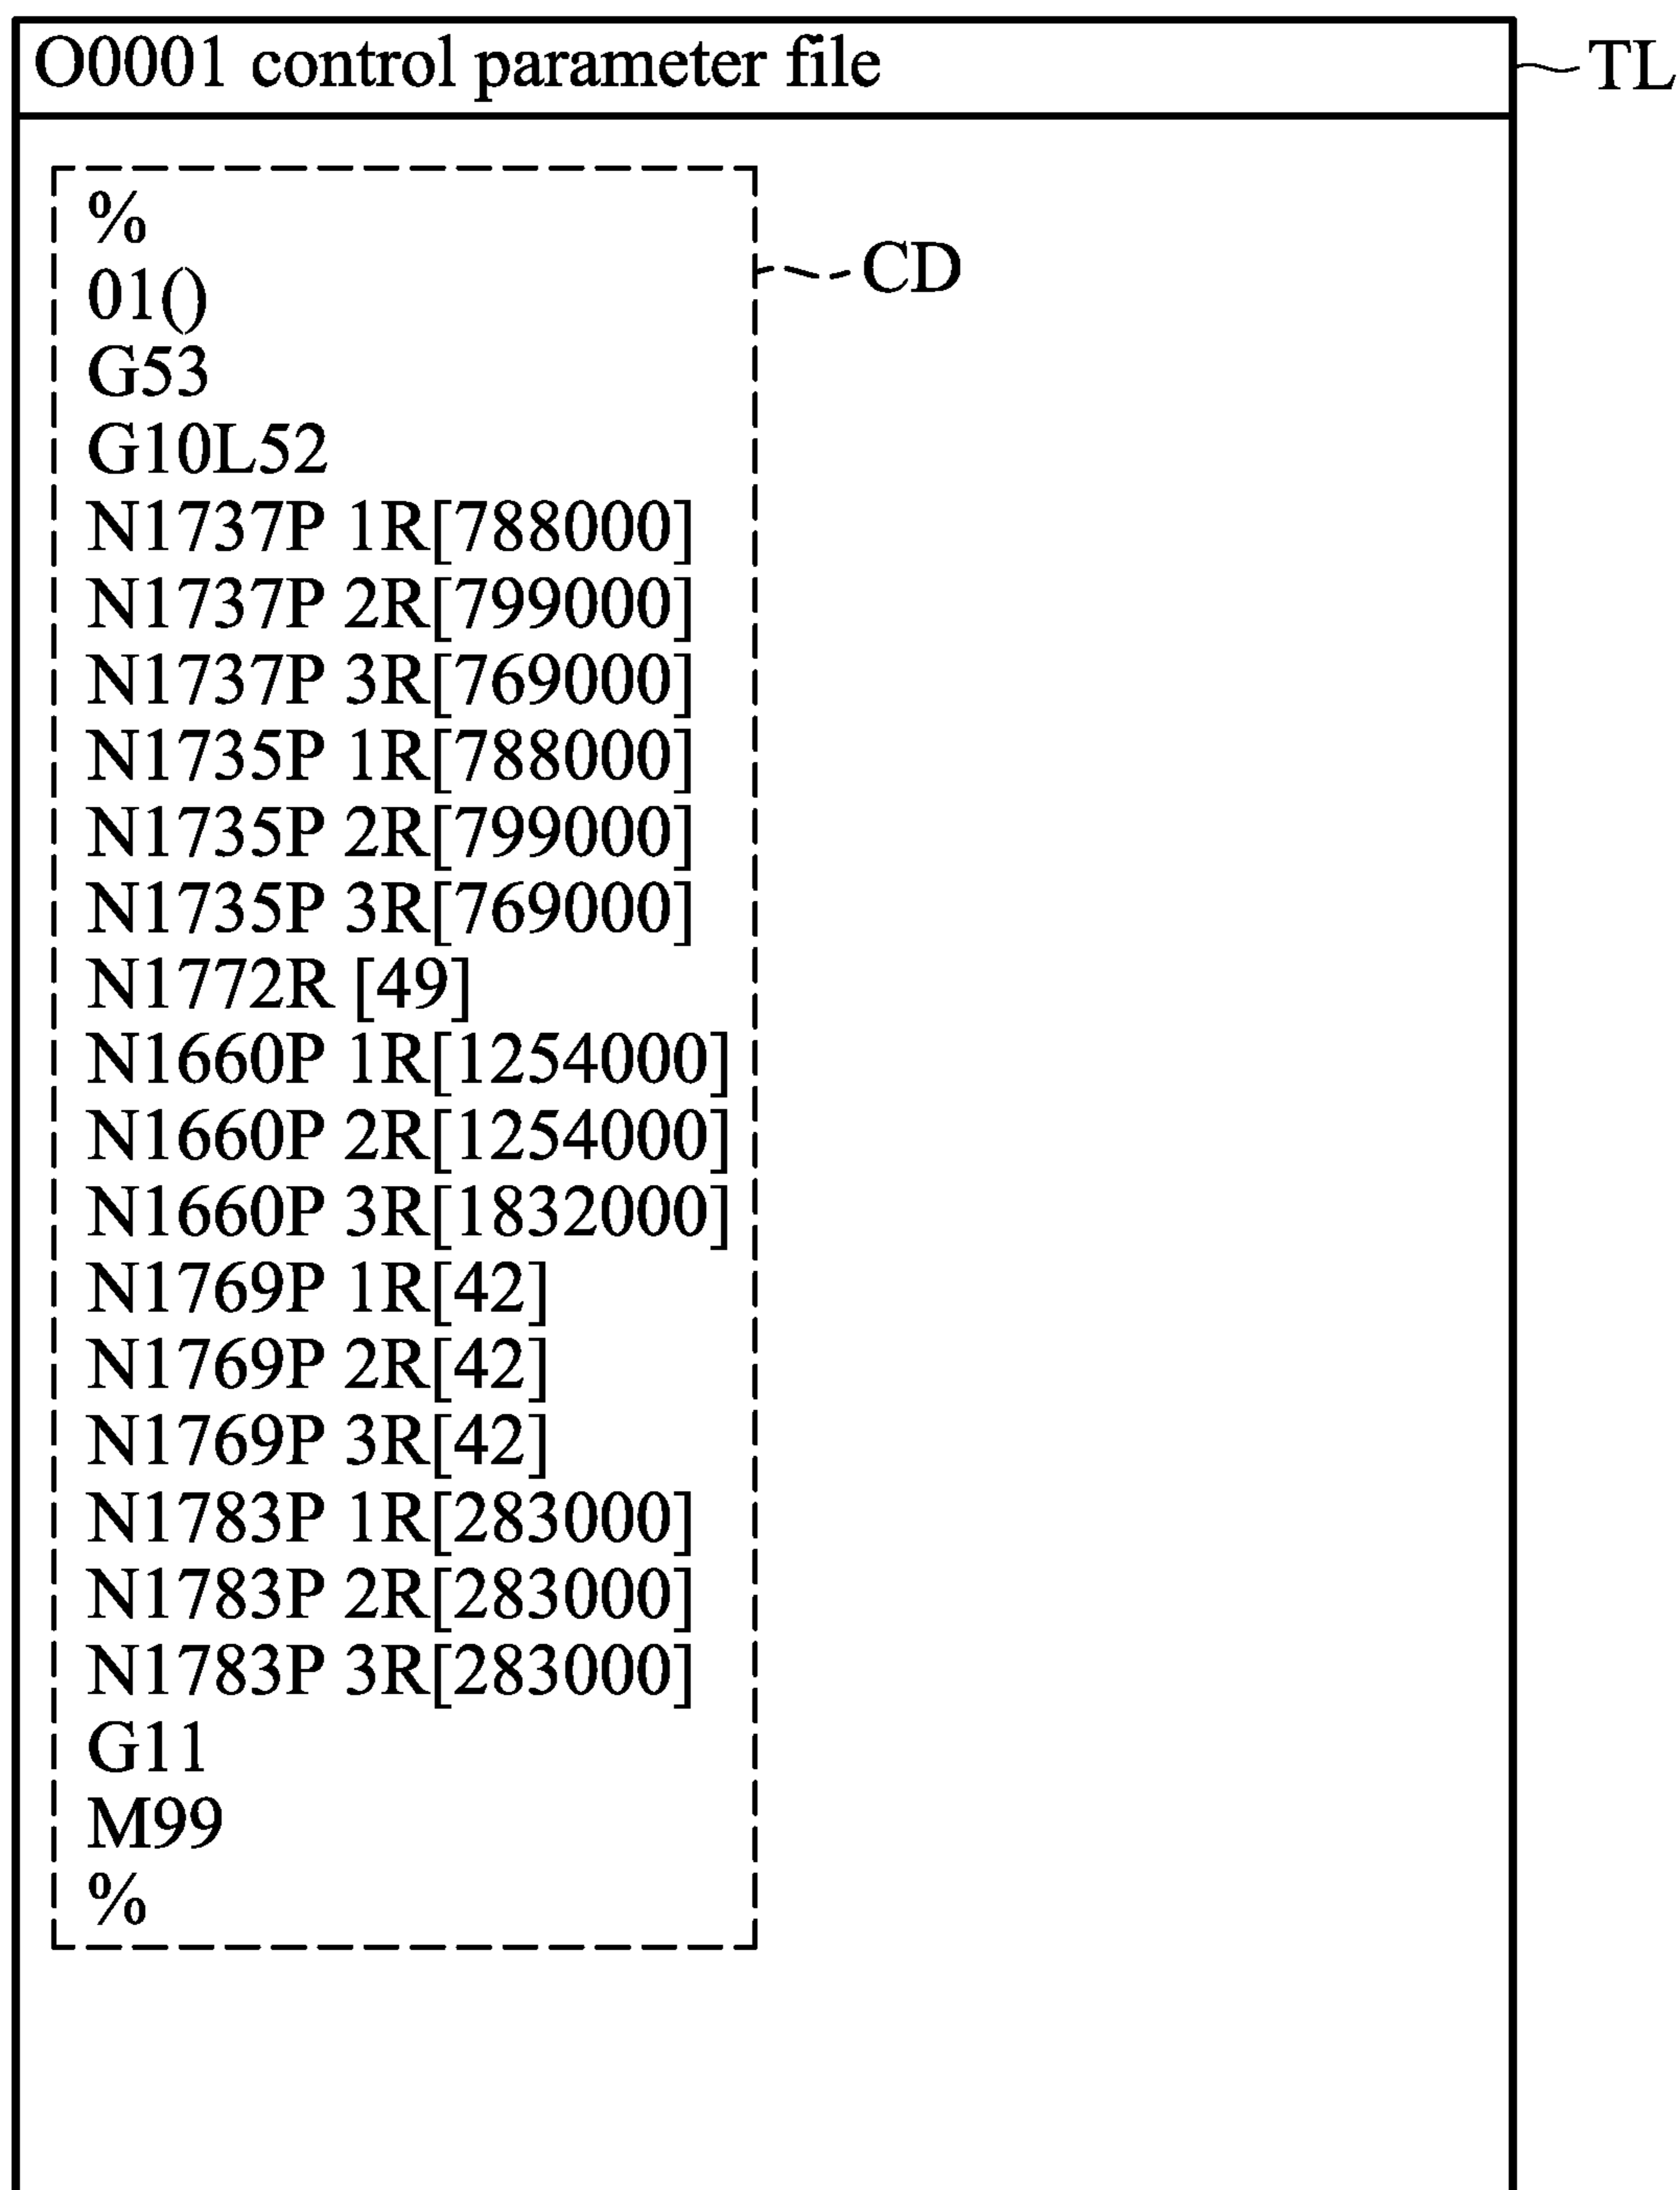 O0001 control parameter file
TL
%
01()
CD
G53
G10L52
N1737P 1R[788000]
N1737P 2R[799000]
N1737P 3R[769000]
N1735P 1R[788000]
N1735P 2R[799000]
N1735P 3R[769000]
N1772R [49]
N1660P 1R[1254000]
N1660P 2R[1254000]
N1660P 3R[1832000]
N1769P 1R[42]
N1769P 2R[42]
N1769P 3R[42]
N1783P 1R[283000]
N1783P 2R[283000]
N1783P 3R[283000]
G11
M99
%